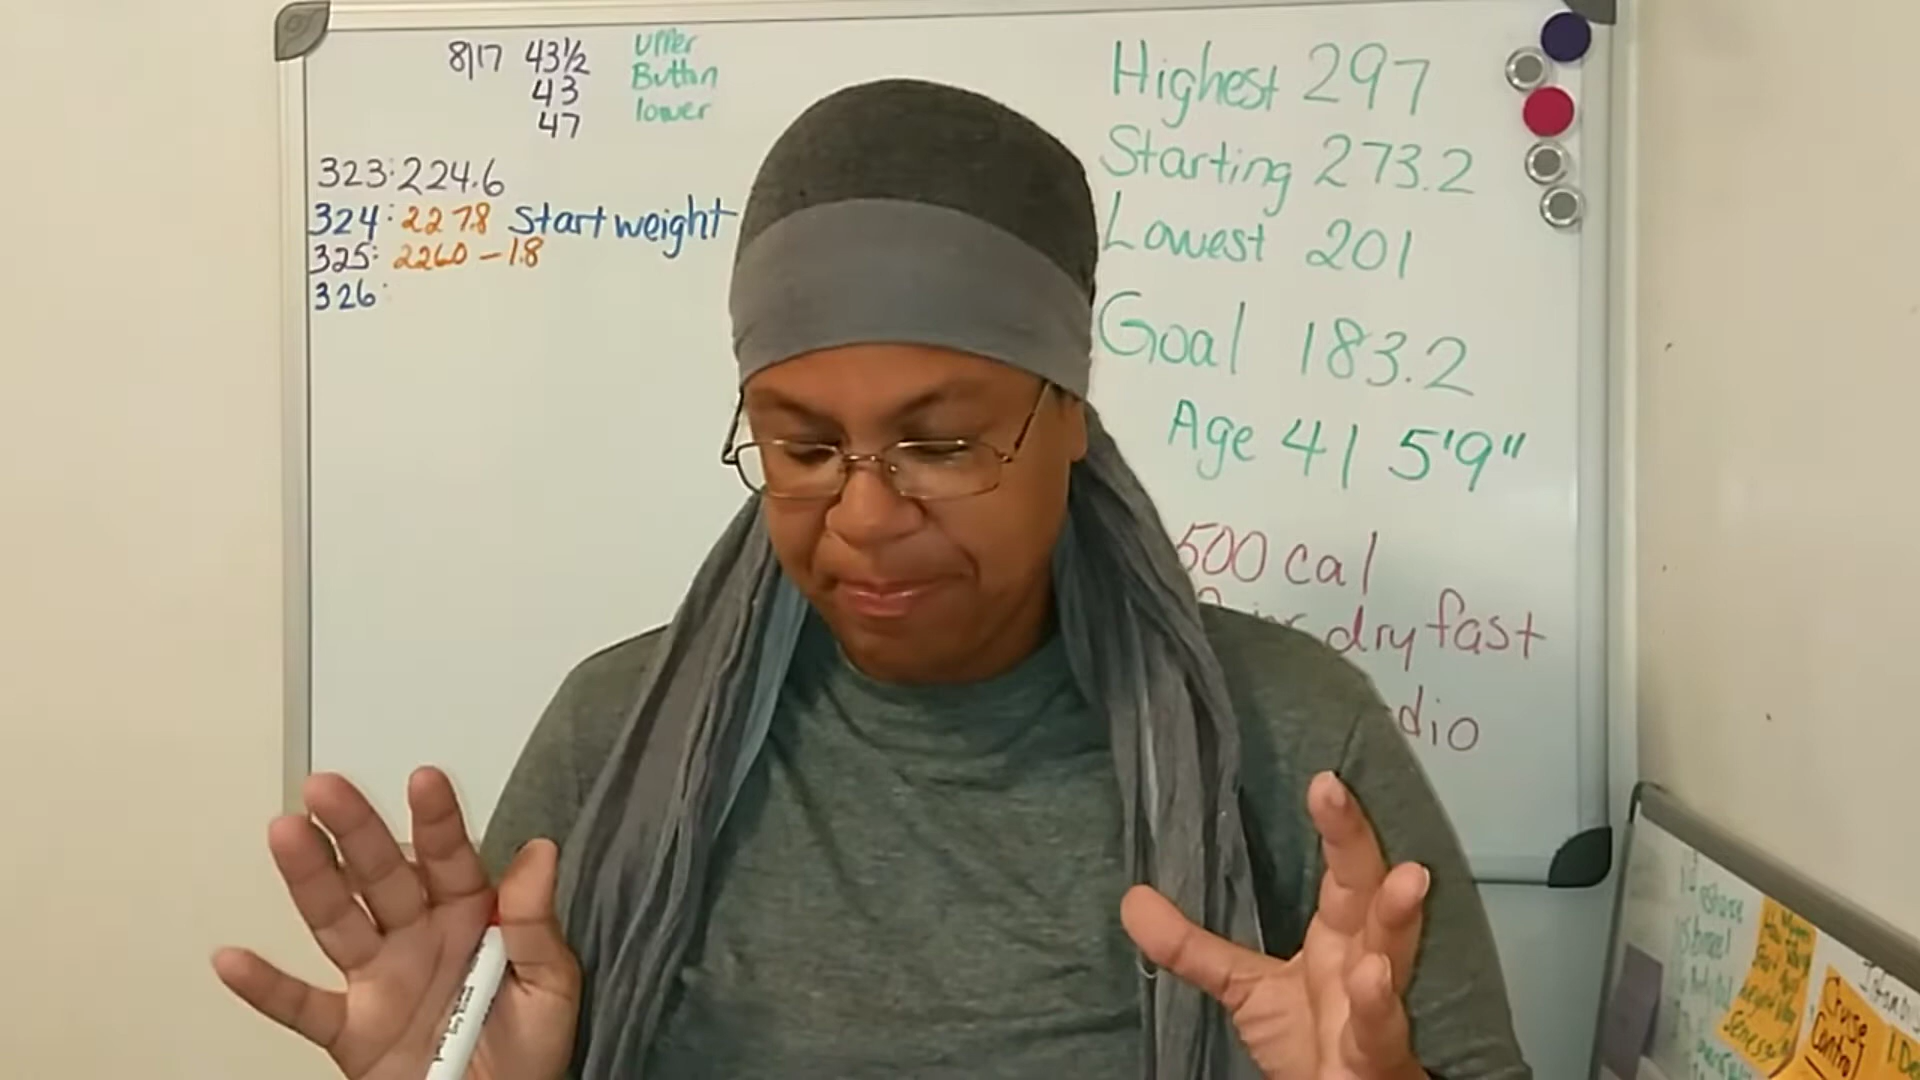 8/17 43½ Upper
43 Button
47 lower
323:224.6
324:227.8 Start weight
325: 226.0 - 1.8
326:
Highest 297
Starting 273.2
Lowest 201
Goal 183.2
Age 41 5'9"
500 cal
dry fast
dio
Cruise
Control